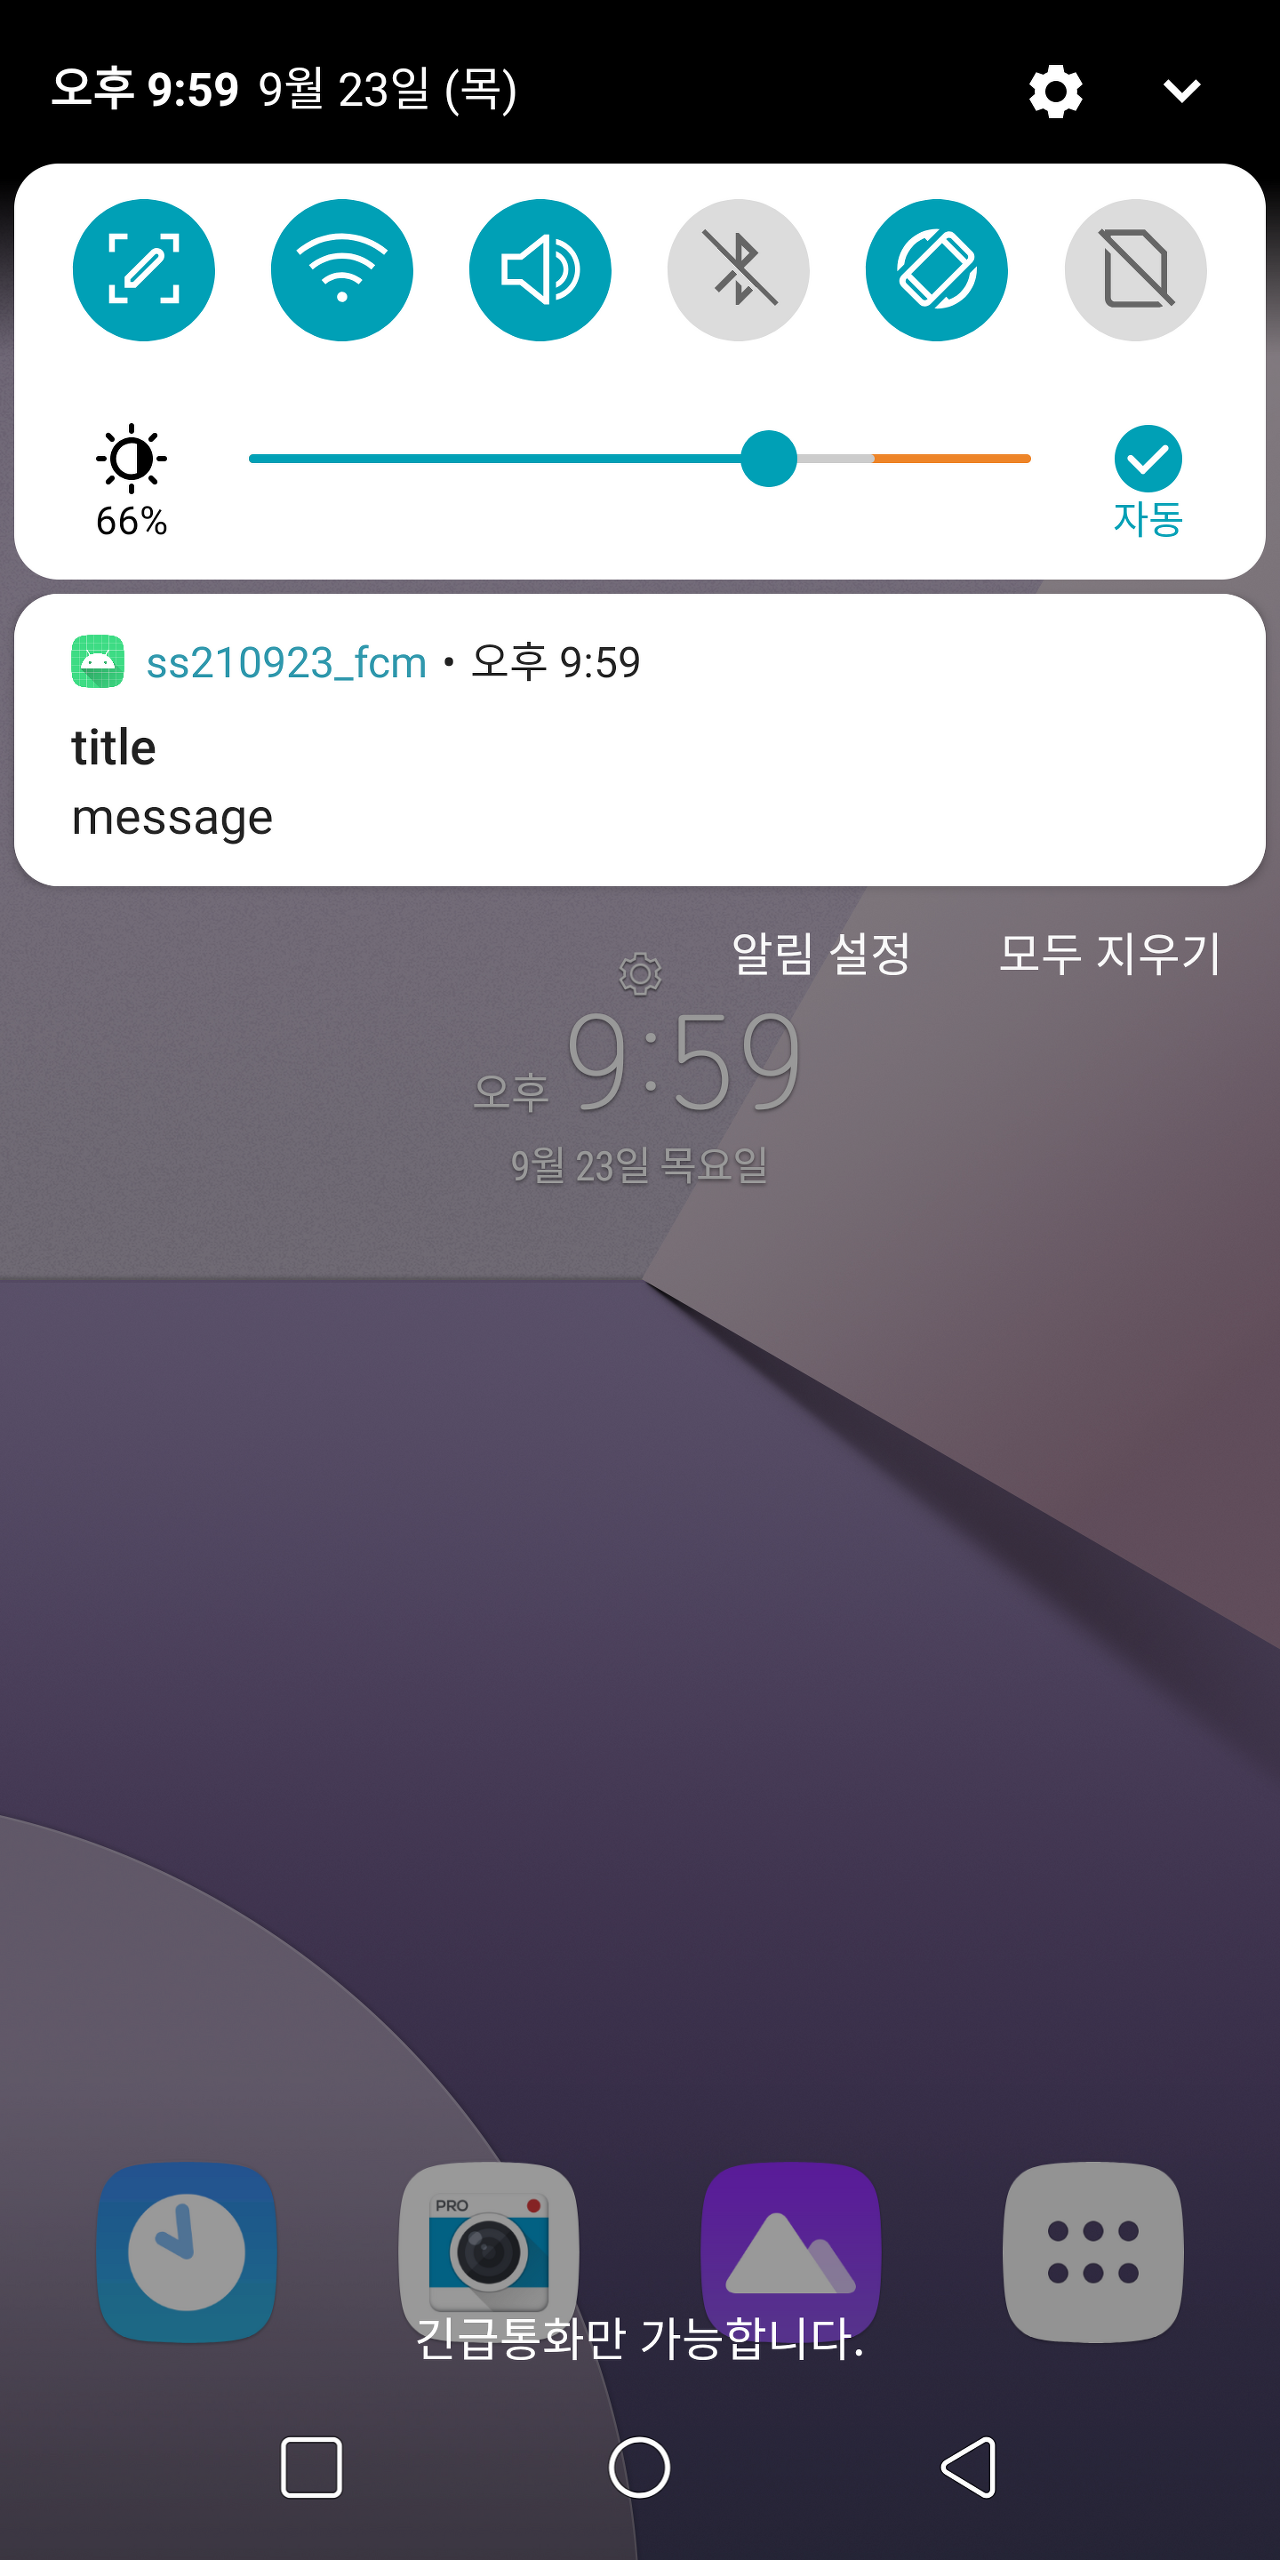 오후 9:59 9월 23일 (목)
66%
자동
ss210923_fcm • 오후 9:59
title
message
알림 설정 모두 지우기
오후 9:59
9월 23일 목요일
PRO
긴급통화만 가능합니다.